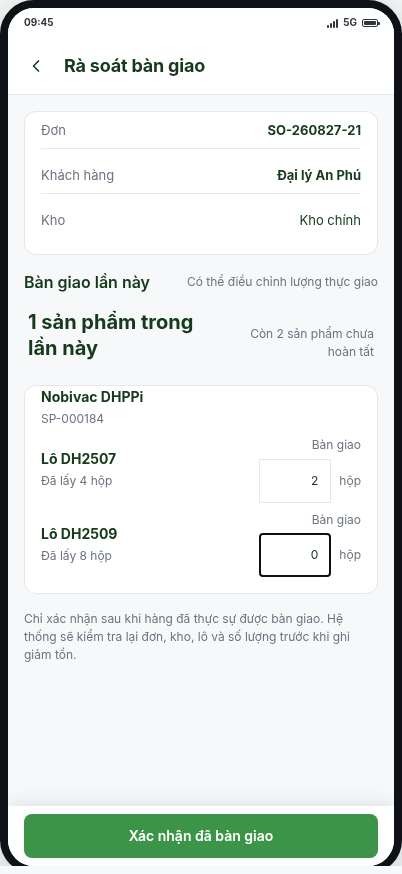 09:45 5G
Rà soát bàn giao
Đơn SO-260827-21
Khách hàng Đại lý An Phú
Kho Kho chính
Bàn giao lần này Có thể điều chỉnh lượng thực giao
1 sản phẩm trong
lần này
Còn 2 sản phẩm chưa
hoàn tất
Nobivac DHPPi
SP-000184
Bàn giao
Lô DH2507
Đã lấy 4 hộp
2 hộp
Bàn giao
Lô DH2509
Đã lấy 8 hộp
0 hộp
Chỉ xác nhận sau khi hàng đã thực sự được bàn giao. Hệ
thống sẽ kiểm tra lại đơn, kho, lô và số lượng trước khi ghi
giảm tồn.
Xác nhận đã bàn giao